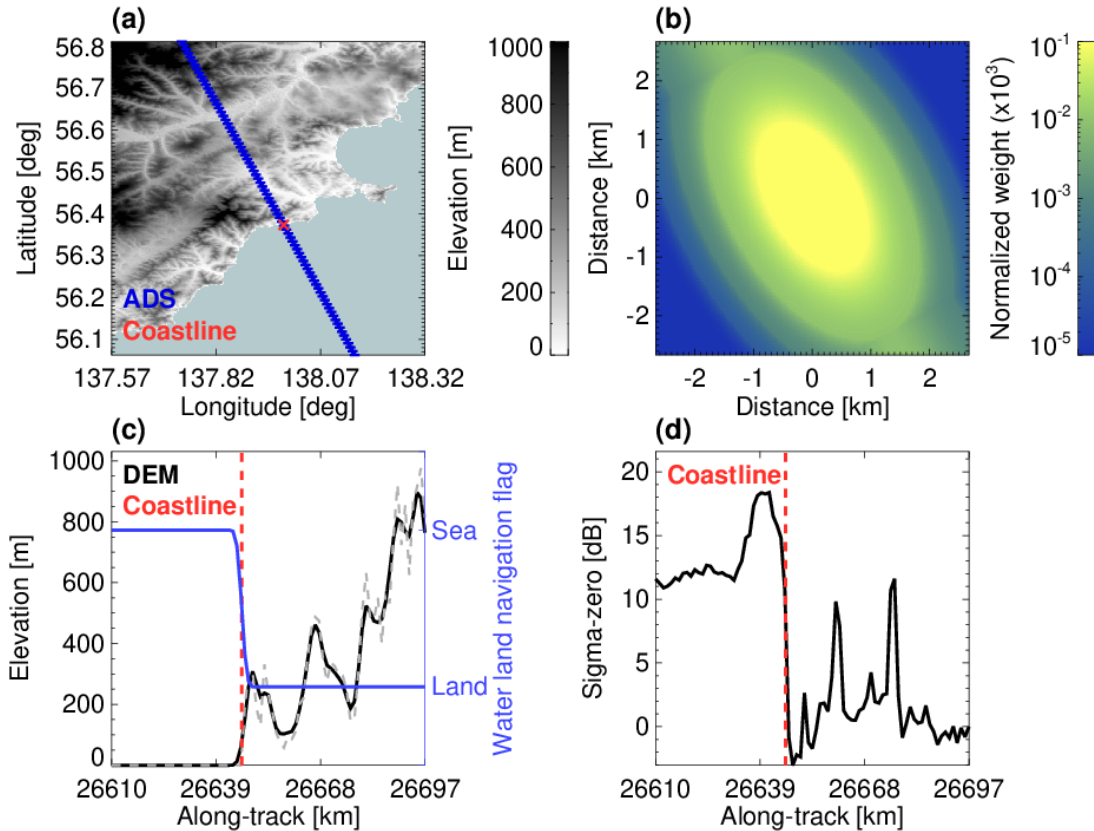 (a)
56.8
56.7
56.6
56.5
56.4
56.3
56.2
56.1
Latitude [deg]
ADS
Coastline
137.57 137.82 138.07 138.32
Longitude [deg]
1000
800
600
400
200
0
Elevation [m]
(b)
2
1
0
-1
-2
Distance [km]
-2 -1 0 1 2
Distance [km]
10⁻¹
10⁻²
10⁻³
10⁻⁴
10⁻⁵
Normalized weight (x10³)
(c)
1000
800
600
400
200
0
Elevation [m]
DEM
Coastline
Sea
Land
Water land navigation flag
26610 26639 26668 26697
Along-track [km]
(d)
20
15
10
5
0
Sigma-zero [dB]
Coastline
26610 26639 26668 26697
Along-track [km]